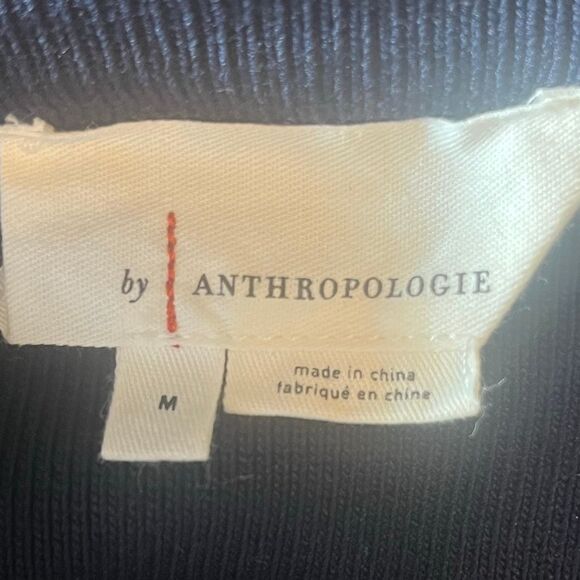 by ANTHROPOLOGIE
M
made in china
fabriqué en chine